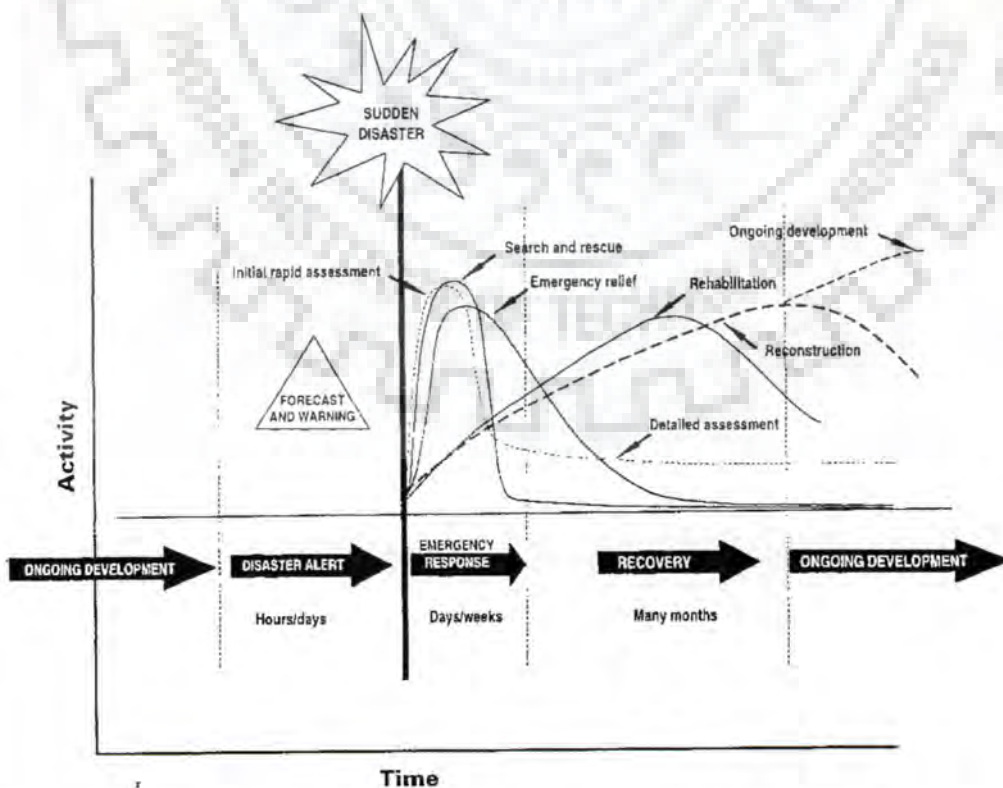 SUDDEN
DISASTER
Ongoing development
Search and rescue
Initial rapid assessment
Emergency relief
Rehabilitation
Reconstruction
FORECAST
AND WARNING
Detailed assessment
Activity
ONGOING DEVELOPMENT
DISASTER ALERT
EMERGENCY
RESPONSE
RECOVERY
ONGOING DEVELOPMENT
Hours/days
Days/weeks
Many months
Time